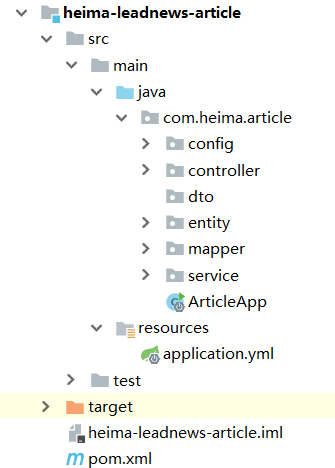 heima-leadnews-article
src
main
java
com.heima.article
config
controller
dto
entity
mapper
service
ArticleApp
resources
application.yml
test
target
heima-leadnews-article.iml
pom.xml